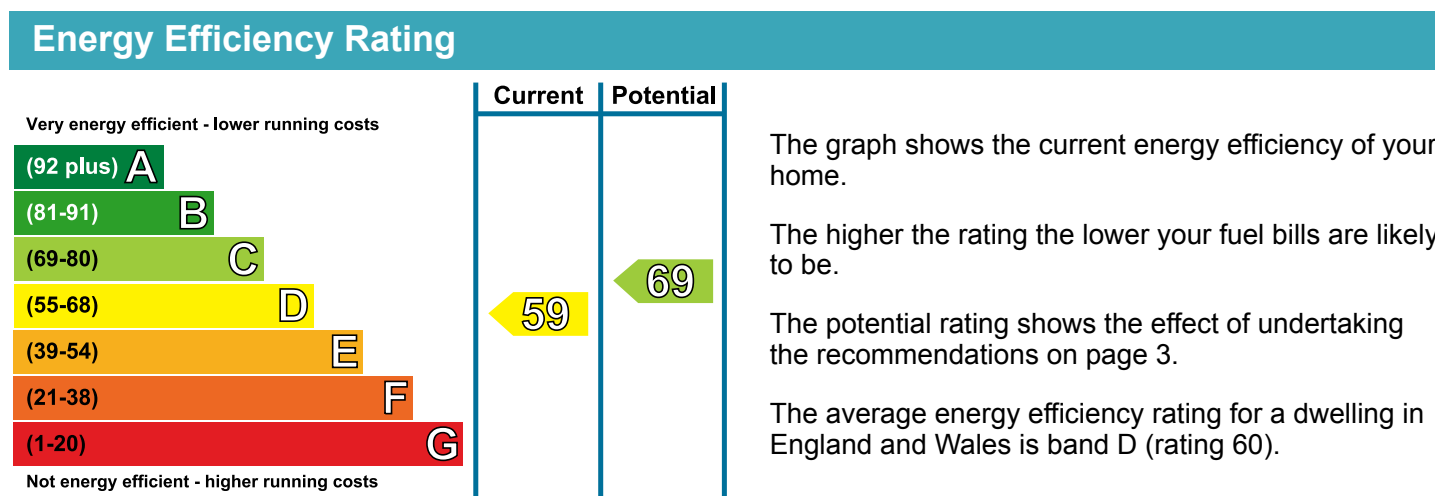 Energy Efficiency Rating
Current Potential
Very energy efficient - lower running costs
(92 plus) A
(81-91) B
(69-80) C
(55-68) D
(39-54) E
(21-38) F
(1-20) G
Not energy efficient - higher running costs
59
69
The graph shows the current energy efficiency of your
home.
The higher the rating the lower your fuel bills are likely
to be.
The potential rating shows the effect of undertaking
the recommendations on page 3.
The average energy efficiency rating for a dwelling in
England and Wales is band D (rating 60).